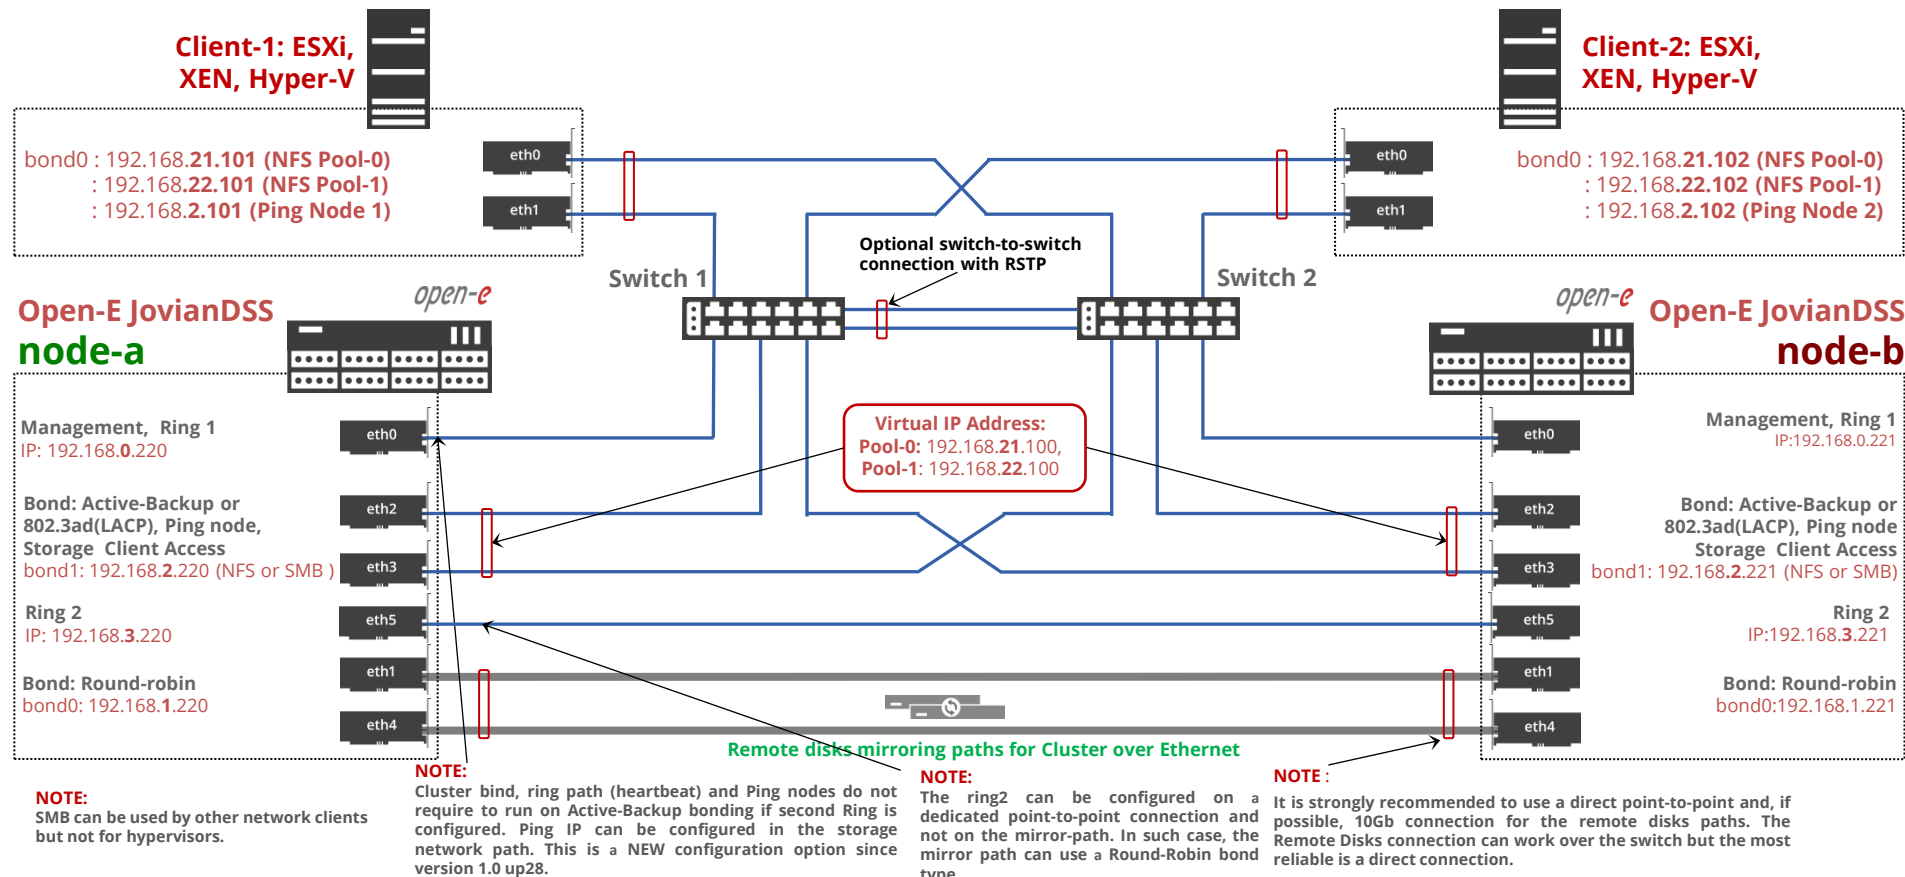 Client-1: ESXi,
XEN, Hyper-V
Client-2: ESXi,
XEN, Hyper-V
bond0 : 192.168.21.101 (NFS Pool-0)
: 192.168.22.101 (NFS Pool-1)
: 192.168.2.101 (Ping Node 1)
eth0
eth1
eth0
eth1
bond0 : 192.168.21.102 (NFS Pool-0)
: 192.168.22.102 (NFS Pool-1)
: 192.168.2.102 (Ping Node 2)
Optional switch-to-switch
connection with RSTP
Switch 1
Switch 2
open-e
Open-E JovianDSS
node-a
open-e
Open-E JovianDSS
node-b
Management, Ring 1
IP: 192.168.0.220
eth0
Bond: Active-Backup or
802.3ad(LACP), Ping node,
Storage Client Access
bond1: 192.168.2.220 (NFS or SMB )
eth2
eth3
Ring 2
IP: 192.168.3.220
eth5
Bond: Round-robin
bond0: 192.168.1.220
eth1
eth4
Virtual IP Address:
Pool-0: 192.168.21.100,
Pool-1: 192.168.22.100
eth0
Management, Ring 1
IP:192.168.0.221
eth2
eth3
Bond: Active-Backup or
802.3ad(LACP), Ping node
Storage Client Access
bond1: 192.168.2.221 (NFS or SMB)
eth5
Ring 2
IP:192.168.3.221
eth1
eth4
Bond: Round-robin
bond0:192.168.1.221
Remote disks mirroring paths for Cluster over Ethernet
NOTE:
SMB can be used by other network clients
but not for hypervisors.
NOTE:
Cluster bind, ring path (heartbeat) and Ping nodes do not
require to run on Active-Backup bonding if second Ring is
configured. Ping IP can be configured in the storage
network path. This is a NEW configuration option since
version 1.0 up28.
NOTE:
The ring2 can be configured on a
dedicated point-to-point connection and
not on the mirror-path. In such case, the
mirror path can use a Round-Robin bond
type.
NOTE :
It is strongly recommended to use a direct point-to-point and, if
possible, 10Gb connection for the remote disks paths. The
Remote Disks connection can work over the switch but the most
reliable is a direct connection.